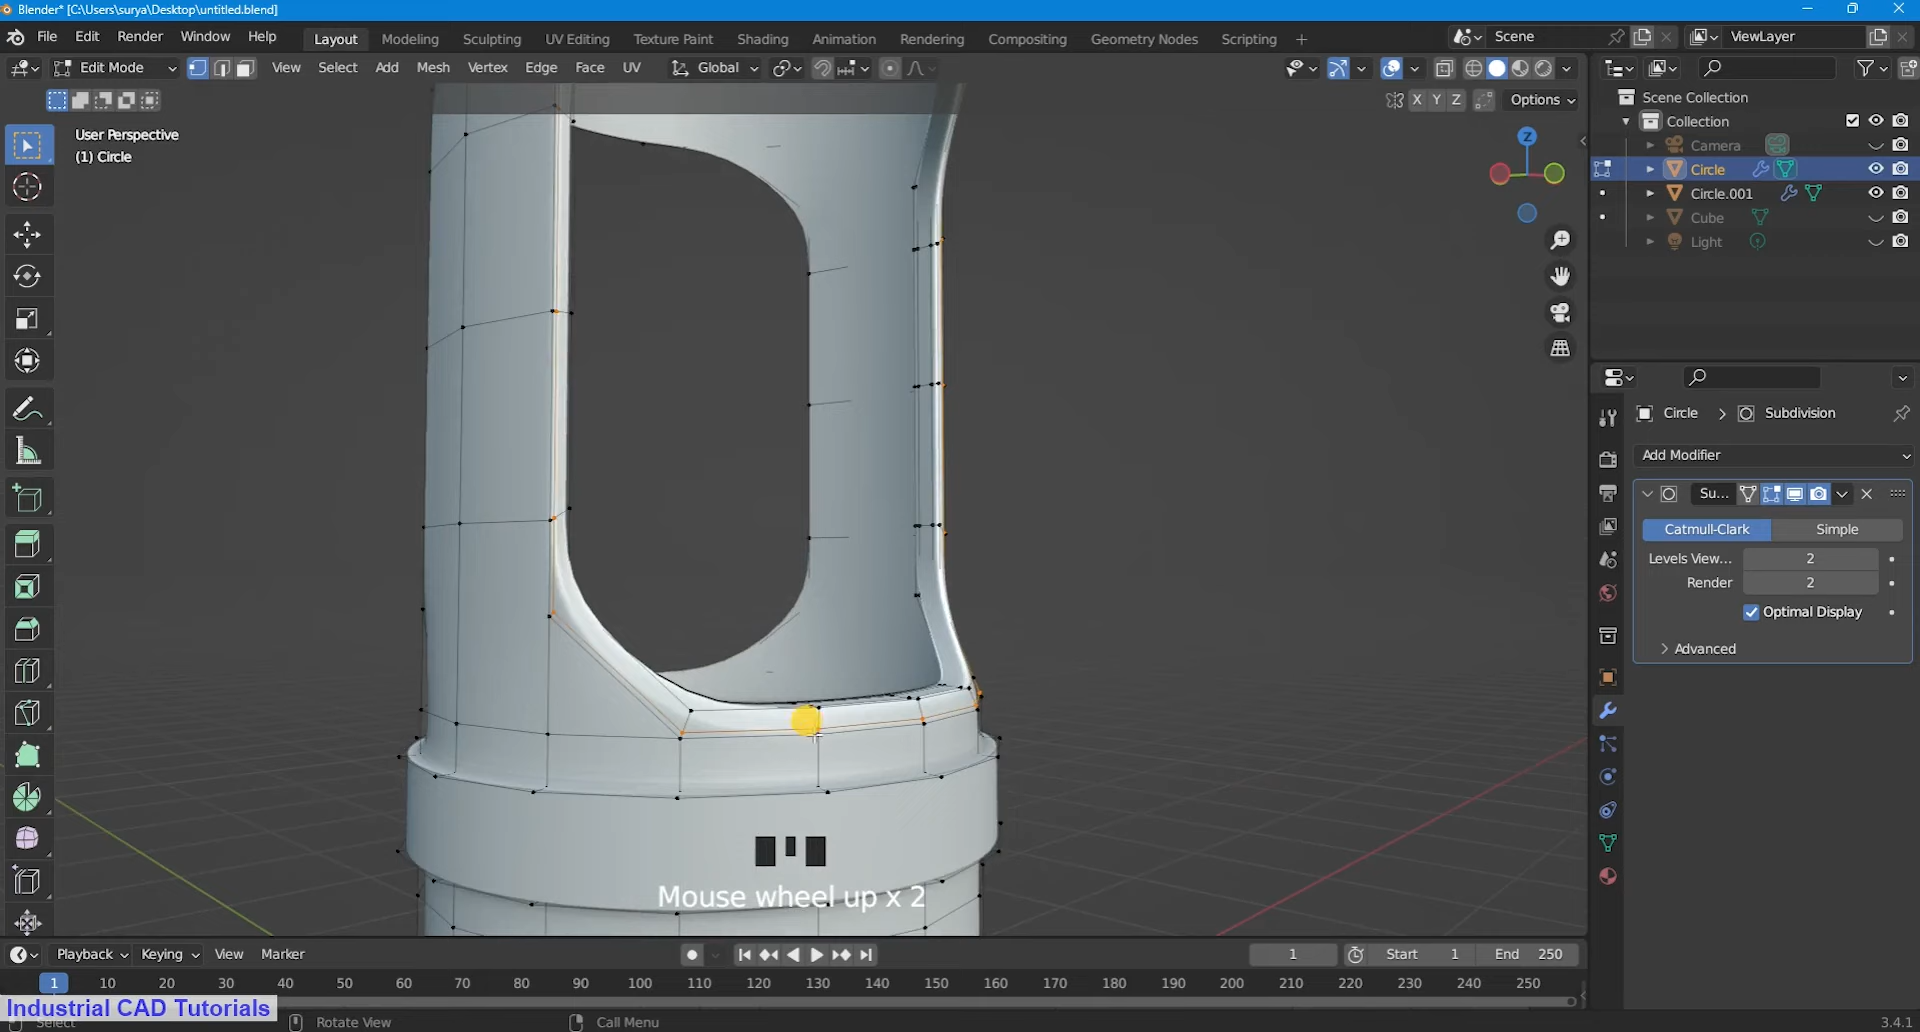 Blender* [C:\Users\surya\Desktop\untitled.blend]
File Edit Render Window Help Layout Modeling Sculpting UV Editing Texture Paint Shading Animation Rendering Compositing Geometry Nodes Scripting + Scene ViewLayer
Edit Mode View Select Add Mesh Vertex Edge Face UV Global
X Y Z Options
User Perspective
(1) Circle
Z
Scene Collection
Collection
Camera
Circle
Circle.001
Cube
Light
Circle > Subdivision
Add Modifier
Su...
Catmull-Clark Simple
Levels View... 2
Render 2
Optimal Display
Advanced
Mouse wheel up x 2
Playback Keying View Marker 1 Start 1 End 250
1 10 20 30 40 50 60 70 80 90 100 110 120 130 140 150 160 170 180 190 200 210 220 230 240 250
Industrial CAD Tutorials
Select Rotate View Call Menu 3.4.1